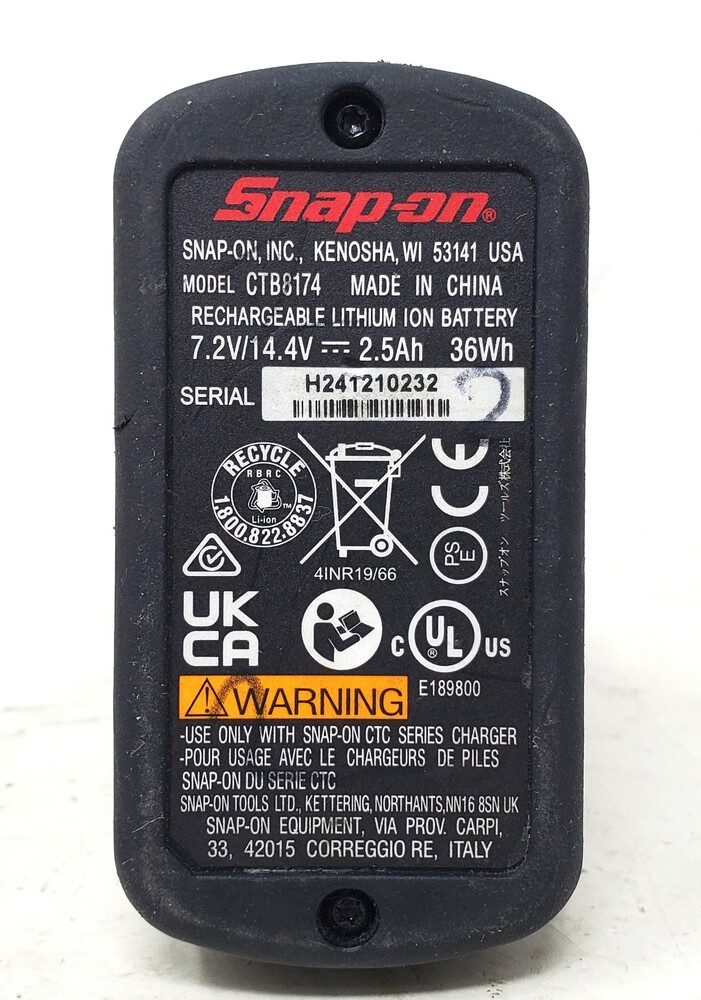 Snap-on®
SNAP-ON, INC., KENOSHA, WI 53141 USA
MODEL CTB8174 MADE IN CHINA
RECHARGEABLE LITHIUM ION BATTERY
7.2V/14.4V 2.5Ah 36Wh
SERIAL H241210232
RECYCLE
RBRC
Li-ion
TM
1.800.822.8837
4INR19/66
CE
PS
E
スナップオン ツールズ株式会社
UK
CA
C UL® US
E189800
WARNING
-USE ONLY WITH SNAP-ON CTC SERIES CHARGER
-POUR USAGE AVEC LE CHARGEURS DE PILES
SNAP-ON DU SERIE CTC
SNAP-ON TOOLS LTD., KETTERING, NORTHANTS, NN16 8SN UK
SNAP-ON EQUIPMENT, VIA PROV. CARPI,
33, 42015 CORREGGIO RE, ITALY